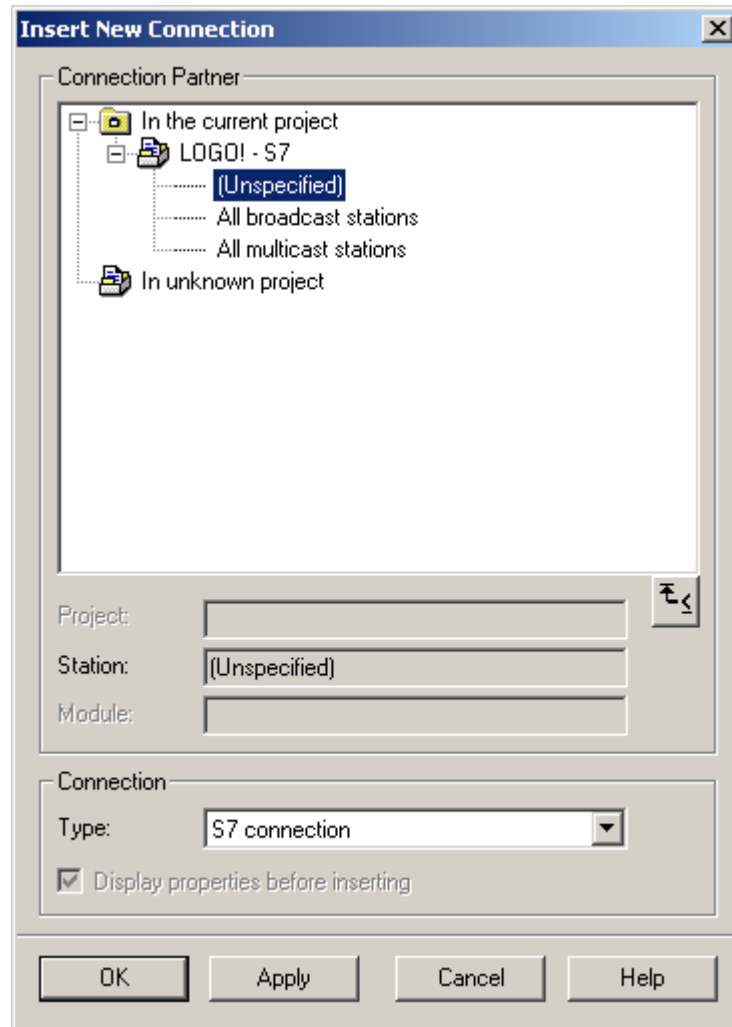 Insert New Connection
Connection Partner
In the current project
LOGO! - S7
(Unspecified)
All broadcast stations
All multicast stations
In unknown project
Project:
Station: (Unspecified)
Module:
Connection
Type: S7 connection
Display properties before inserting
OK Apply Cancel Help